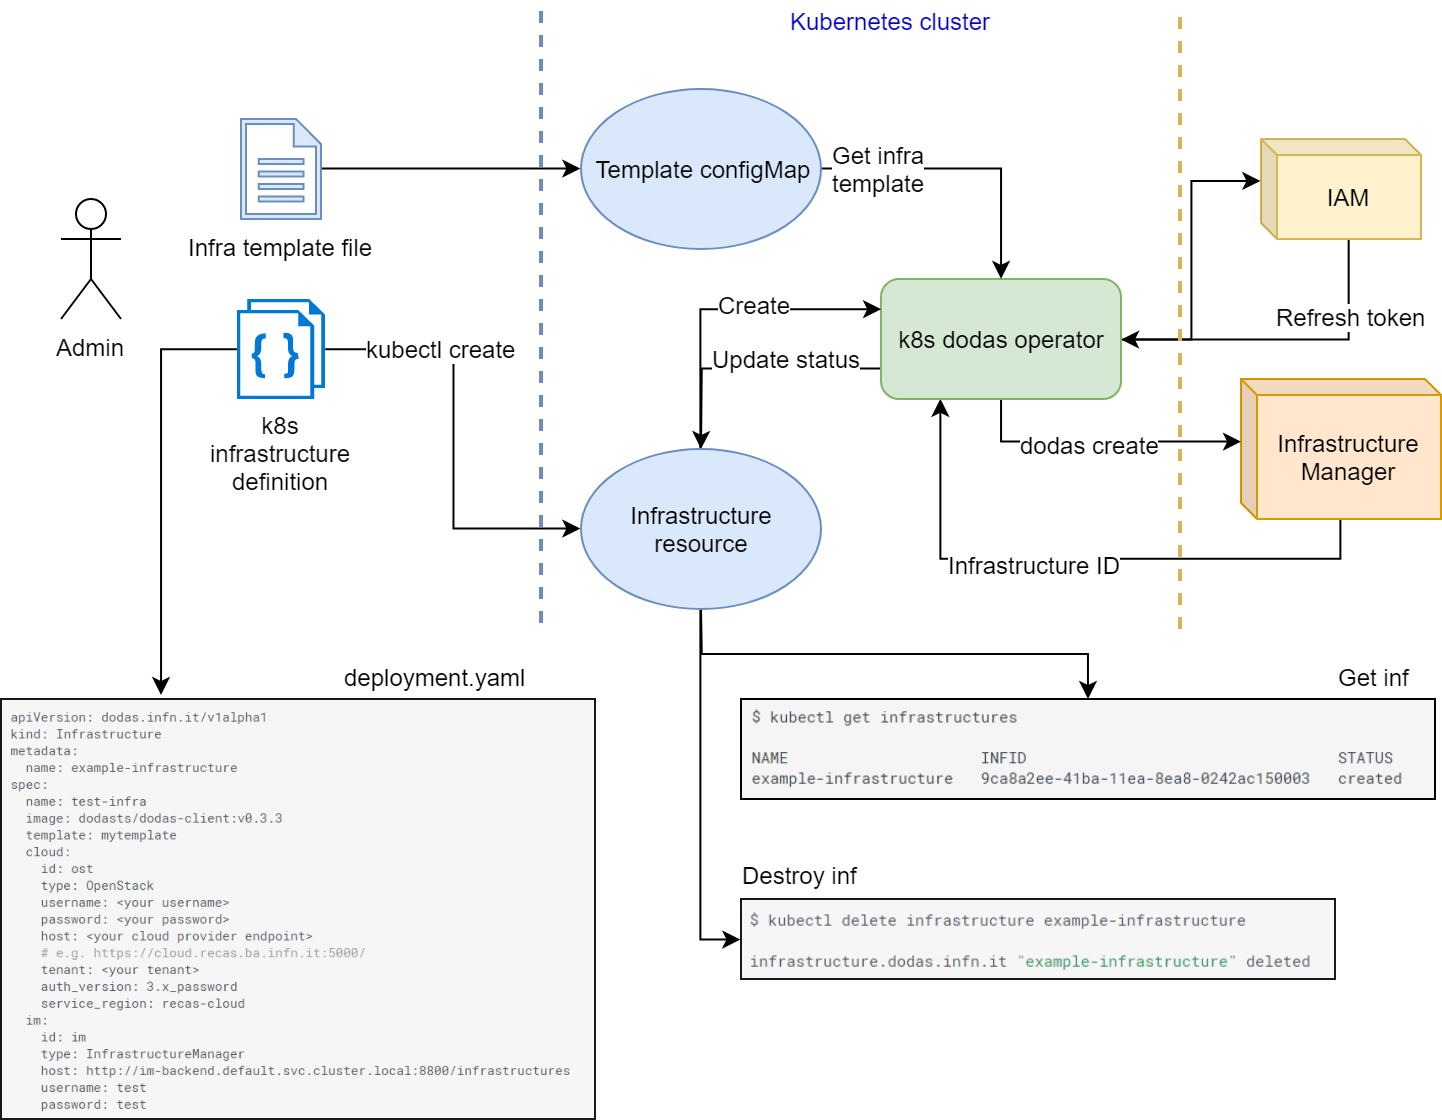 Kubernetes cluster
Infra template file
Template configMap
Get infra
template
IAM
Refresh token
Admin
kubectl create
k8s
infrastructure
definition
Create
Update status
k8s dodas operator
dodas create
Infrastructure
Manager
Infrastructure
resource
Infrastructure ID
deployment.yaml
apiVersion: dodas.infn.it/v1alpha1
kind: Infrastructure
metadata:
  name: example-infrastructure
spec:
  name: test-infra
  image: dodasts/dodas-client:v0.3.3
  template: mytemplate
  cloud:
    id: ost
    type: OpenStack
    username: <your username>
    password: <your password>
    host: <your cloud provider endpoint>
    # e.g. https://cloud.recas.ba.infn.it:5000/
    tenant: <your tenant>
    auth_version: 3.x_password
    service_region: recas-cloud
  im:
    id: im
    type: InfrastructureManager
    host: http://im-backend.default.svc.cluster.local:8800/infrastructures
    username: test
    password: test
Get inf
$ kubectl get infrastructures
NAME INFID STATUS
example-infrastructure 9ca8a2ee-41ba-11ea-8ea8-0242ac150003 created
Destroy inf
$ kubectl delete infrastructure example-infrastructure
infrastructure.dodas.infn.it "example-infrastructure" deleted